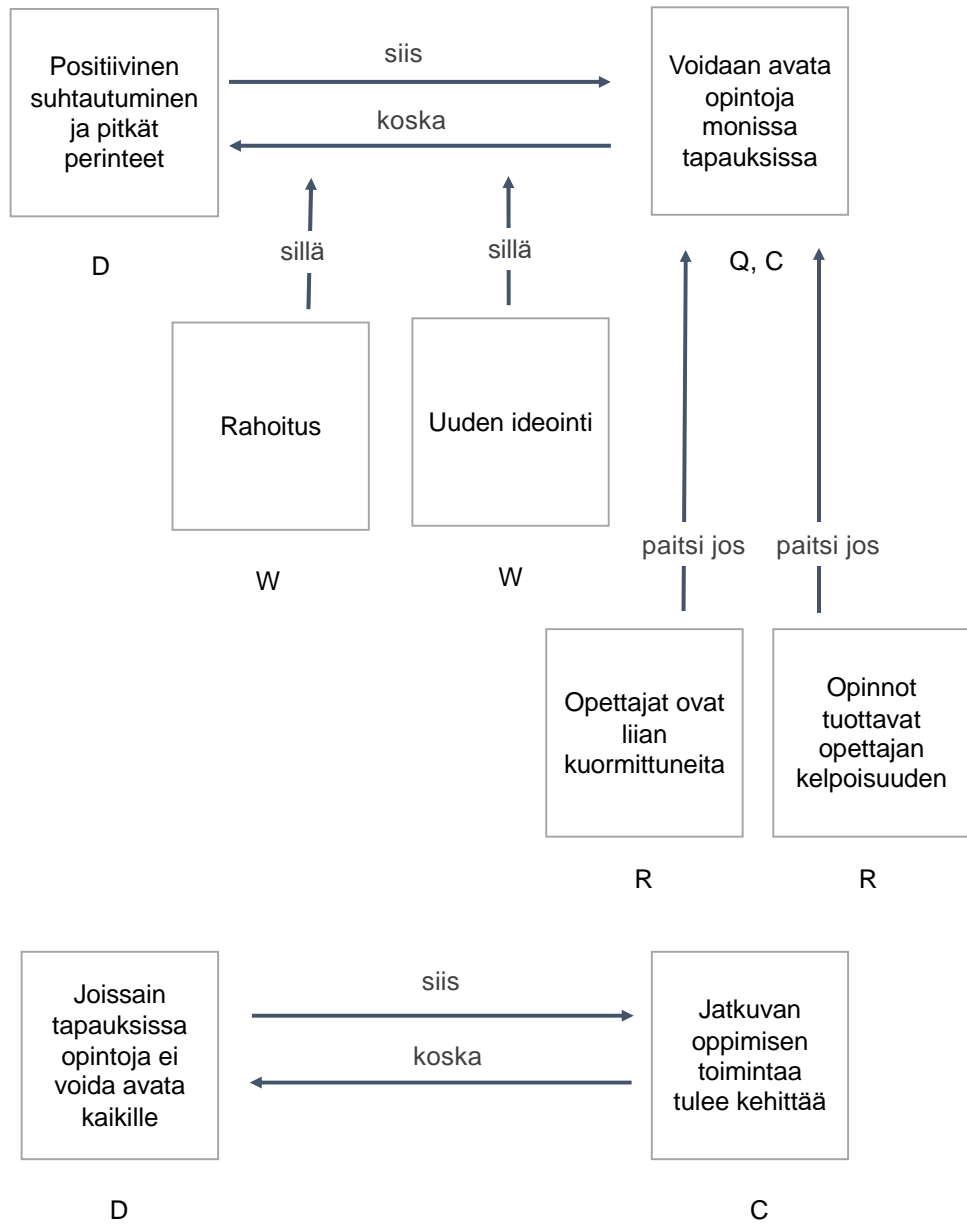 Positiivinen
suhtautuminen
ja pitkät
perinteet
siis
koska
Voidaan avata
opintoja
monissa
tapauksissa
D
Q, C
sillä
sillä
Rahoitus
Uuden ideointi
W
W
paitsi jos
paitsi jos
Opettajat ovat
liian
kuormittuneita
Opinnot
tuottavat
opettajan
kelpoisuuden
R
R
Joissain
tapauksissa
opintoja ei
voida avata
kaikille
siis
koska
Jatkuvan
oppimisen
toimintaa
tulee kehittää
D
C